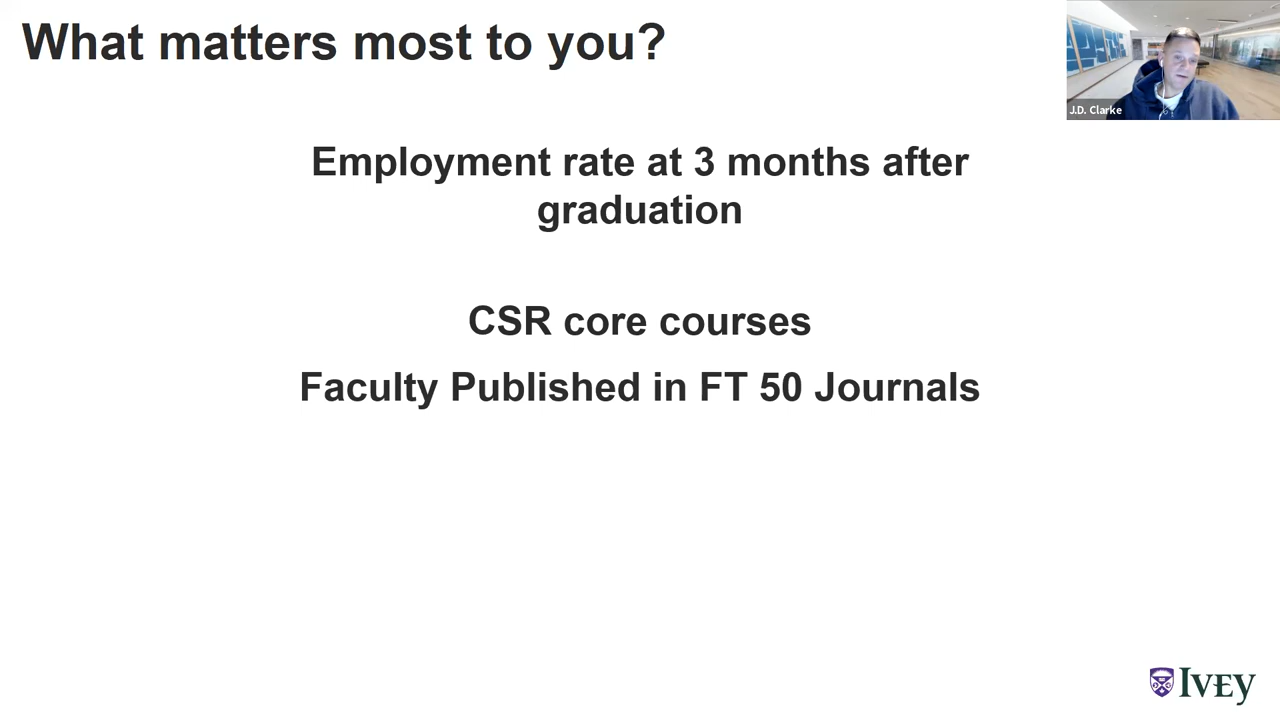 What matters most to you?
J.D. Clarke
Employment rate at 3 months after
graduation
CSR core courses
Faculty Published in FT 50 Journals
IVEY